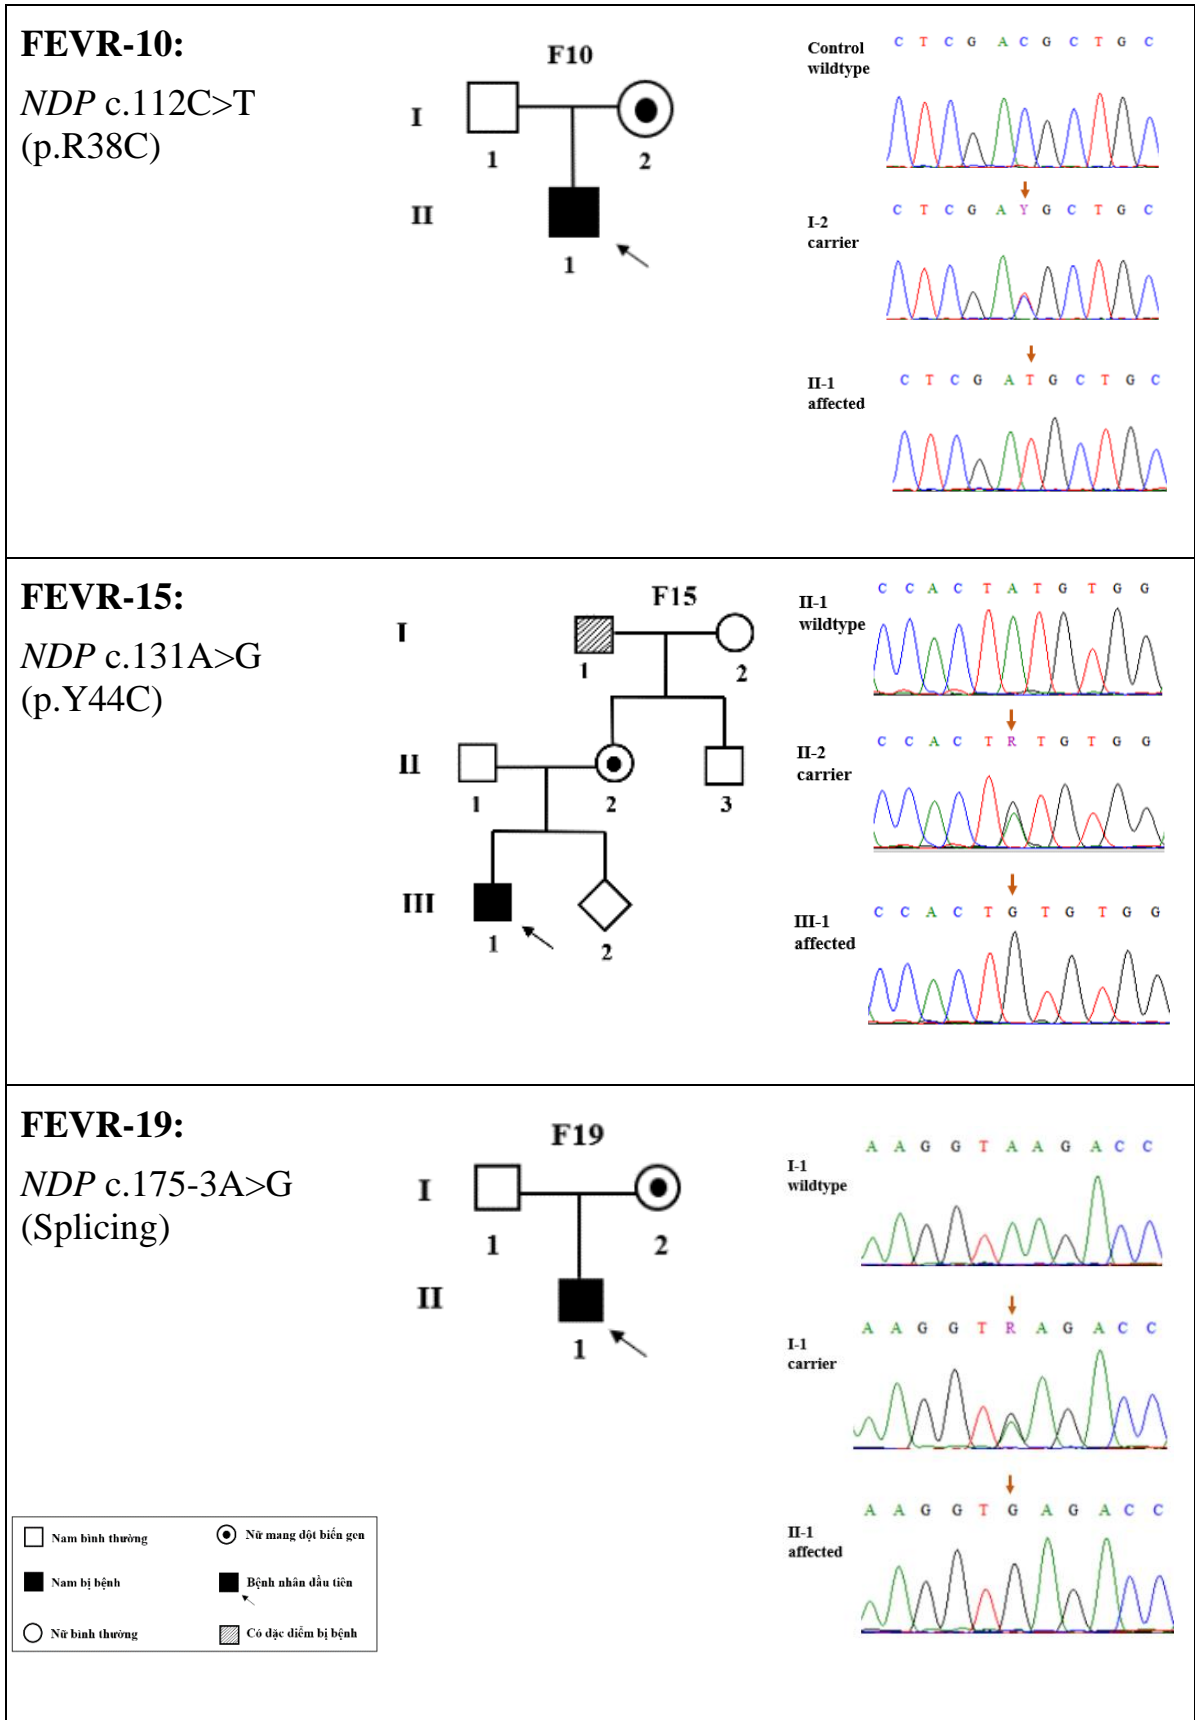 FEVR-10:
NDP c.112C>T
(p.R38C)
F10
I
1
2
II
1
Control
wildtype
C T C G A C G C T G C
I-2
carrier
C T C G A Y G C T G C
II-1
affected
C T C G A T G C T G C
FEVR-15:
NDP c.131A>G
(p.Y44C)
F15
I
1
2
II
1
2
3
III
1
2
II-1
wildtype
C C A C T A T G T G G
II-2
carrier
C C A C T R T G T G G
III-1
affected
C C A C T G T G T G G
FEVR-19:
NDP c.175-3A>G
(Splicing)
F19
I
1
2
II
1
I-1
wildtype
A A G G T A A G A C C
I-1
carrier
A A G G T R A G A C C
II-1
affected
A A G G T G A G A C C
Nam bình thường
Nữ mang đột biến gen
Nam bị bệnh
Bệnh nhân đầu tiên
Nữ bình thường
Có đặc điểm bị bệnh